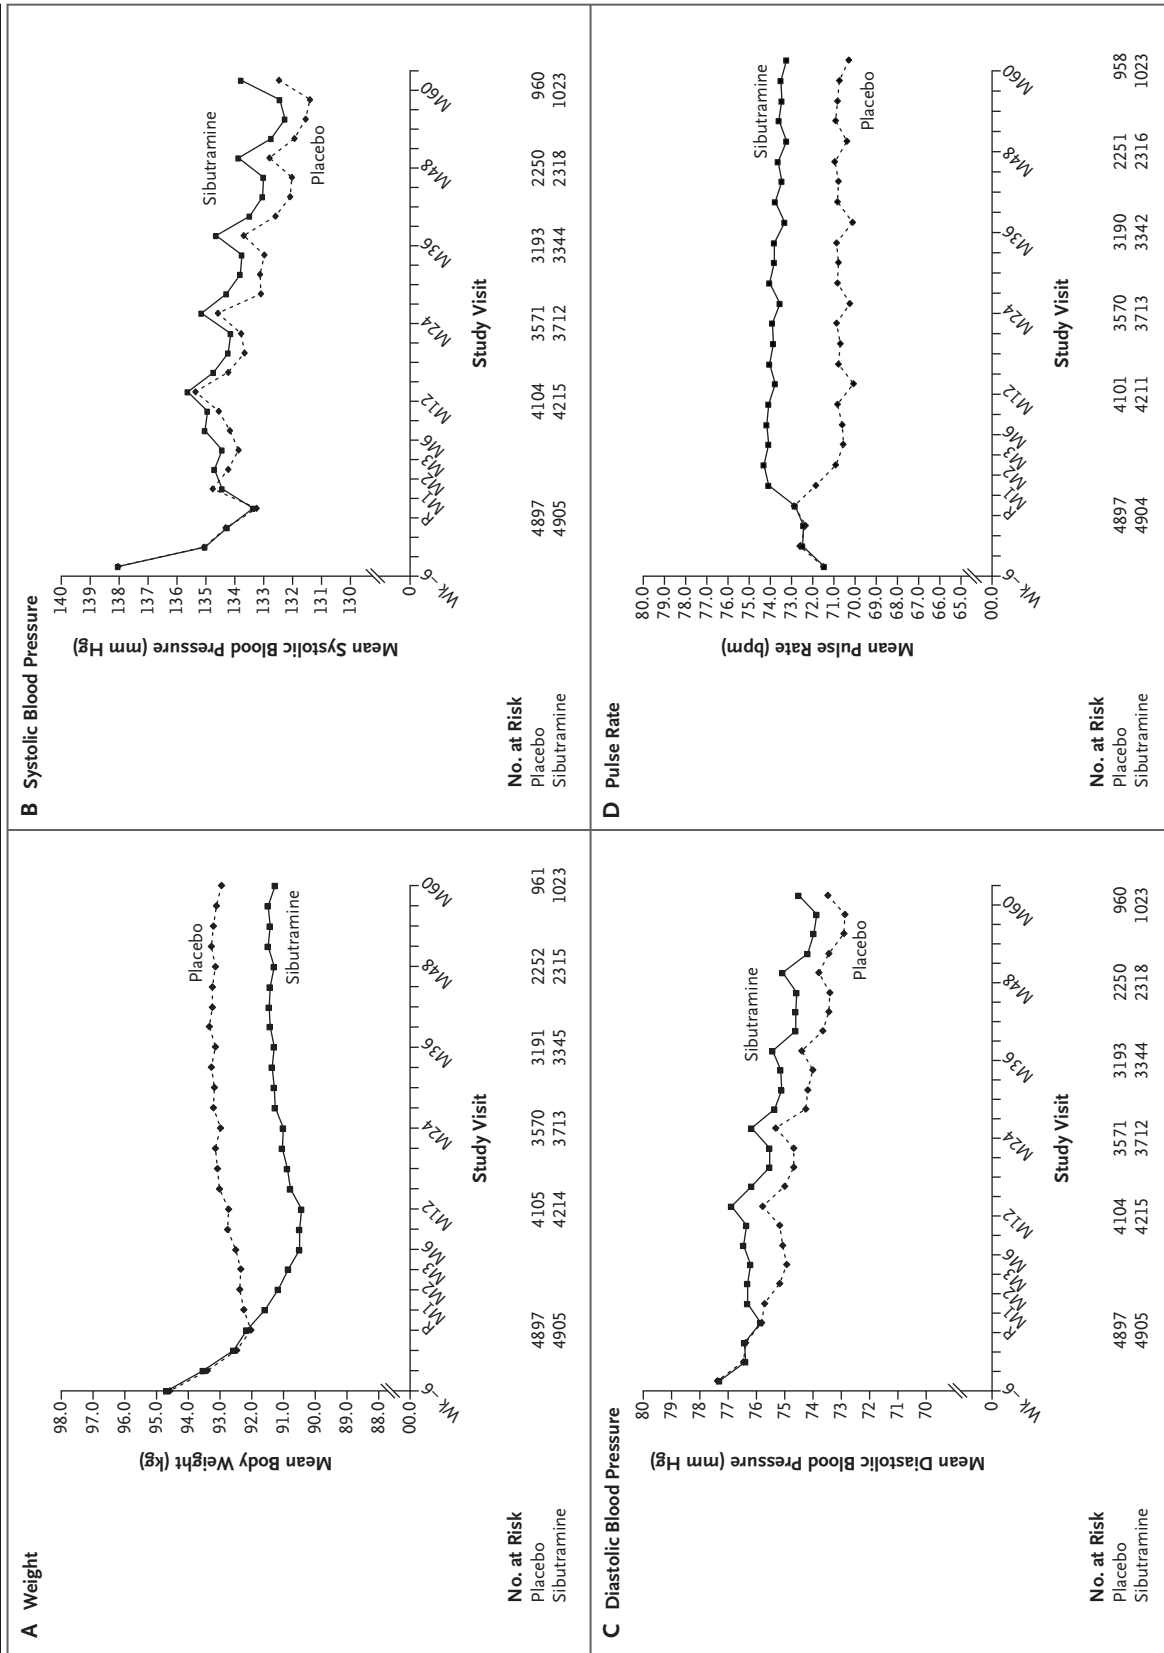 A Weight
Mean Body Weight (kg)
98.0
97.0
96.0
95.0
94.0
93.0
92.0
91.0
90.0
89.0
00.0
Placebo
Sibutramine
Wk−6 R M1 M2 M3 M6 M12 M24 M36 M48 M60
Study Visit
No. at Risk
Placebo 4897 4105 3570 3191 2252 961
Sibutramine 4905 4214 3713 3345 2315 1023
B Systolic Blood Pressure
Mean Systolic Blood Pressure (mm Hg)
140
139
138
137
136
135
134
133
132
131
130
0
Sibutramine
Placebo
Wk−6 R M1 M2 M3 M6 M12 M24 M36 M48 M60
Study Visit
No. at Risk
Placebo 4897 4104 3571 3193 2250 960
Sibutramine 4905 4215 3712 3344 2318 1023
C Diastolic Blood Pressure
Mean Diastolic Blood Pressure (mm Hg)
80
79
78
77
76
75
74
73
72
71
70
0
Sibutramine
Placebo
Wk−6 R M1 M2 M3 M6 M12 M24 M36 M48 M60
Study Visit
No. at Risk
Placebo 4897 4104 3571 3193 2250 960
Sibutramine 4905 4215 3712 3344 2318 1023
D Pulse Rate
Mean Pulse Rate (bpm)
80.0
79.0
78.0
77.0
76.0
75.0
74.0
73.0
72.0
71.0
70.0
69.0
68.0
67.0
66.0
65.0
00.0
Sibutramine
Placebo
Wk−6 R M1 M2 M3 M6 M12 M24 M36 M48 M60
Study Visit
No. at Risk
Placebo 4897 4101 3570 3190 2251 958
Sibutramine 4904 4211 3713 3342 2316 1023